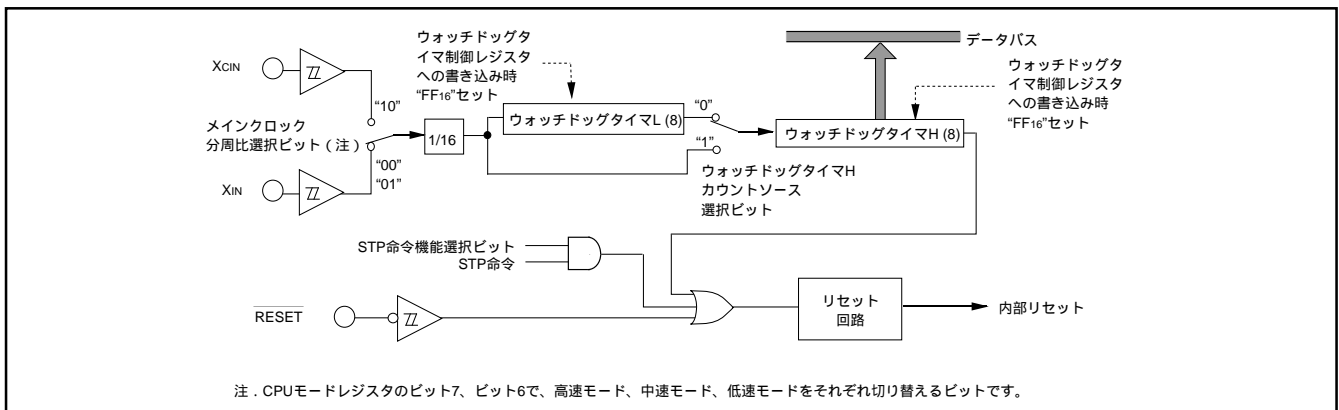 ウォッチドッグタ
イマ制御レジスタ
への書き込み時
“FF16”セット
データバス
ウォッチドッグタ
イマ制御レジスタ
への書き込み時
“FF16”セット
XCIN
“10”
メインクロック
分周比選択ビット(注)
1/16
ウォッチドッグタイマL (8)
“0”
ウォッチドッグタイマH (8)
“1”
“00”
“01”
XIN
ウォッチドッグタイマH
カウントソース
選択ビット
STP命令機能選択ビット
STP命令
RESET
リセット
回路
内部リセット
注.CPUモードレジスタのビット7、ビット6で、高速モード、中速モード、低速モードをそれぞれ切り替えるビットです。